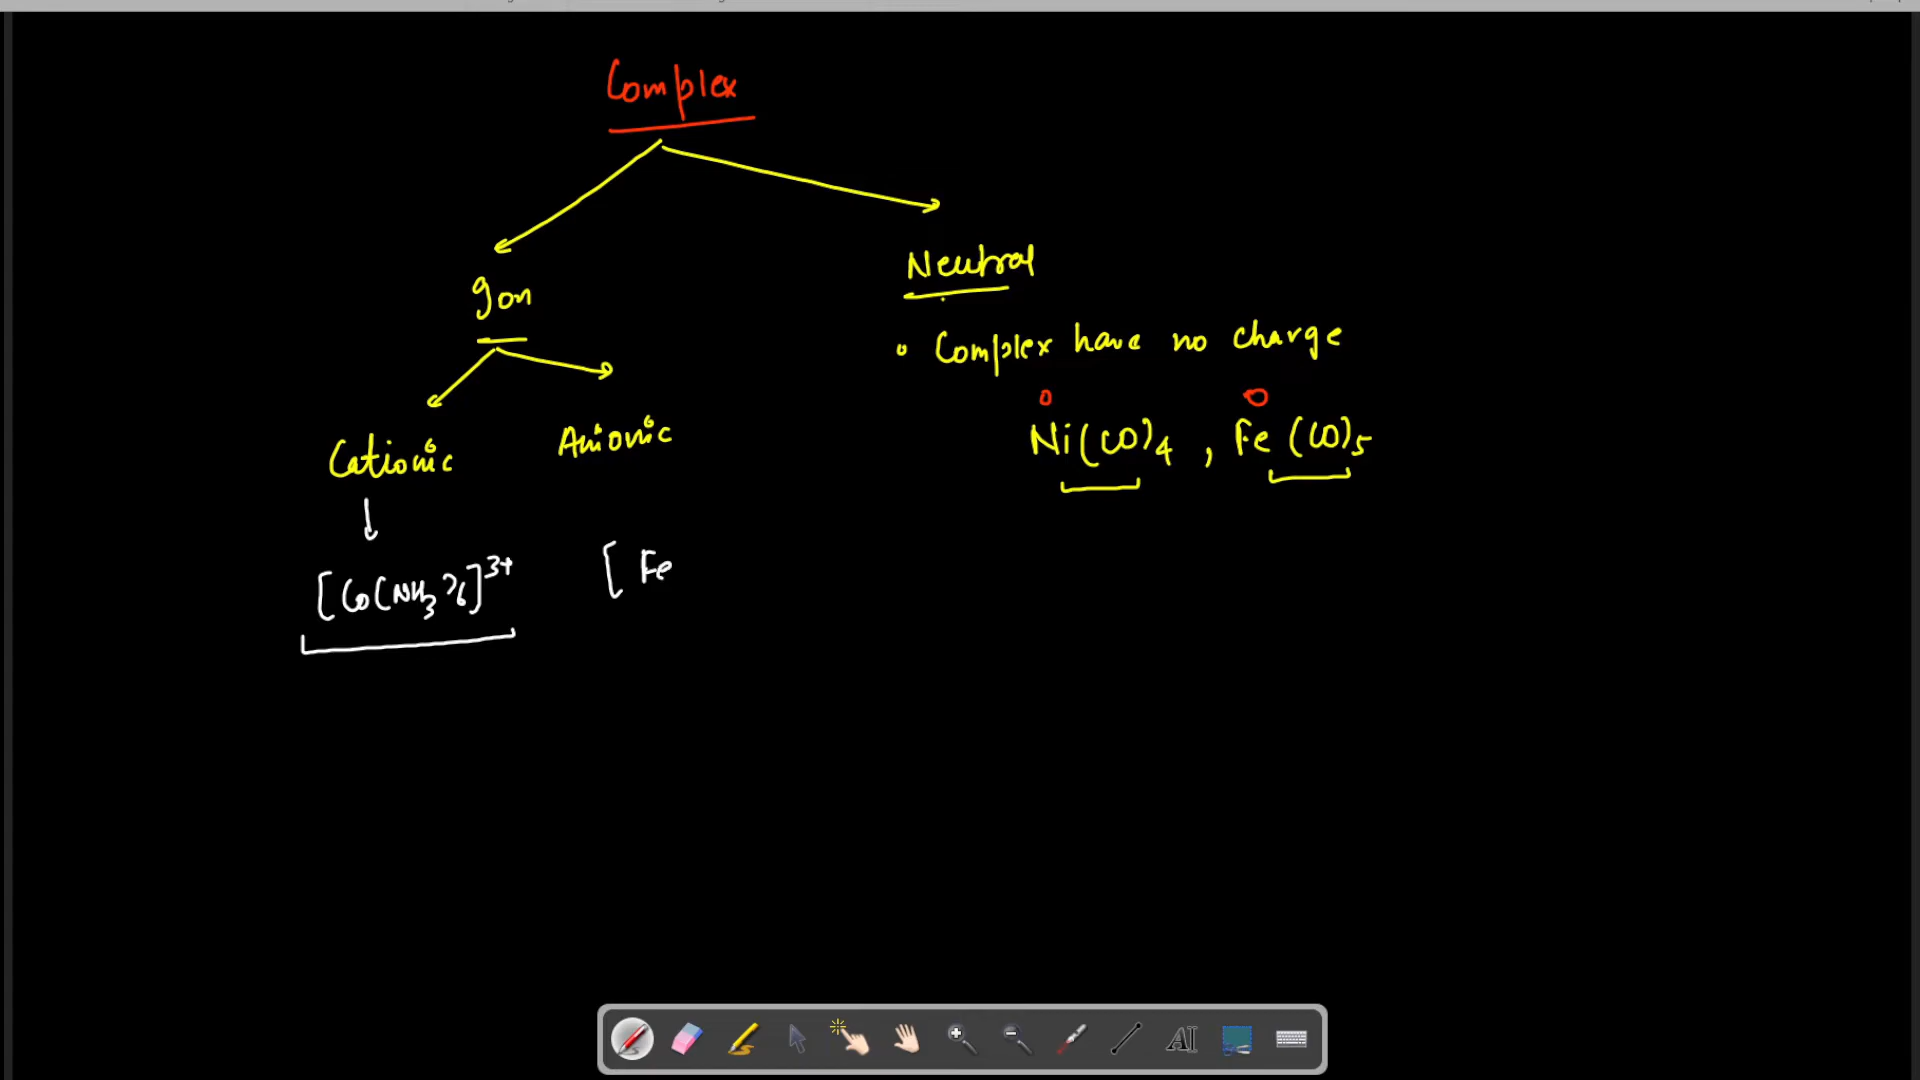 Complex
Ion
Neutral
Complex have no charge
Cationic
Anionic
0 0
Ni(CO)4 , Fe(CO)5
[Co(NH3)6]3+
[ Fe
AI